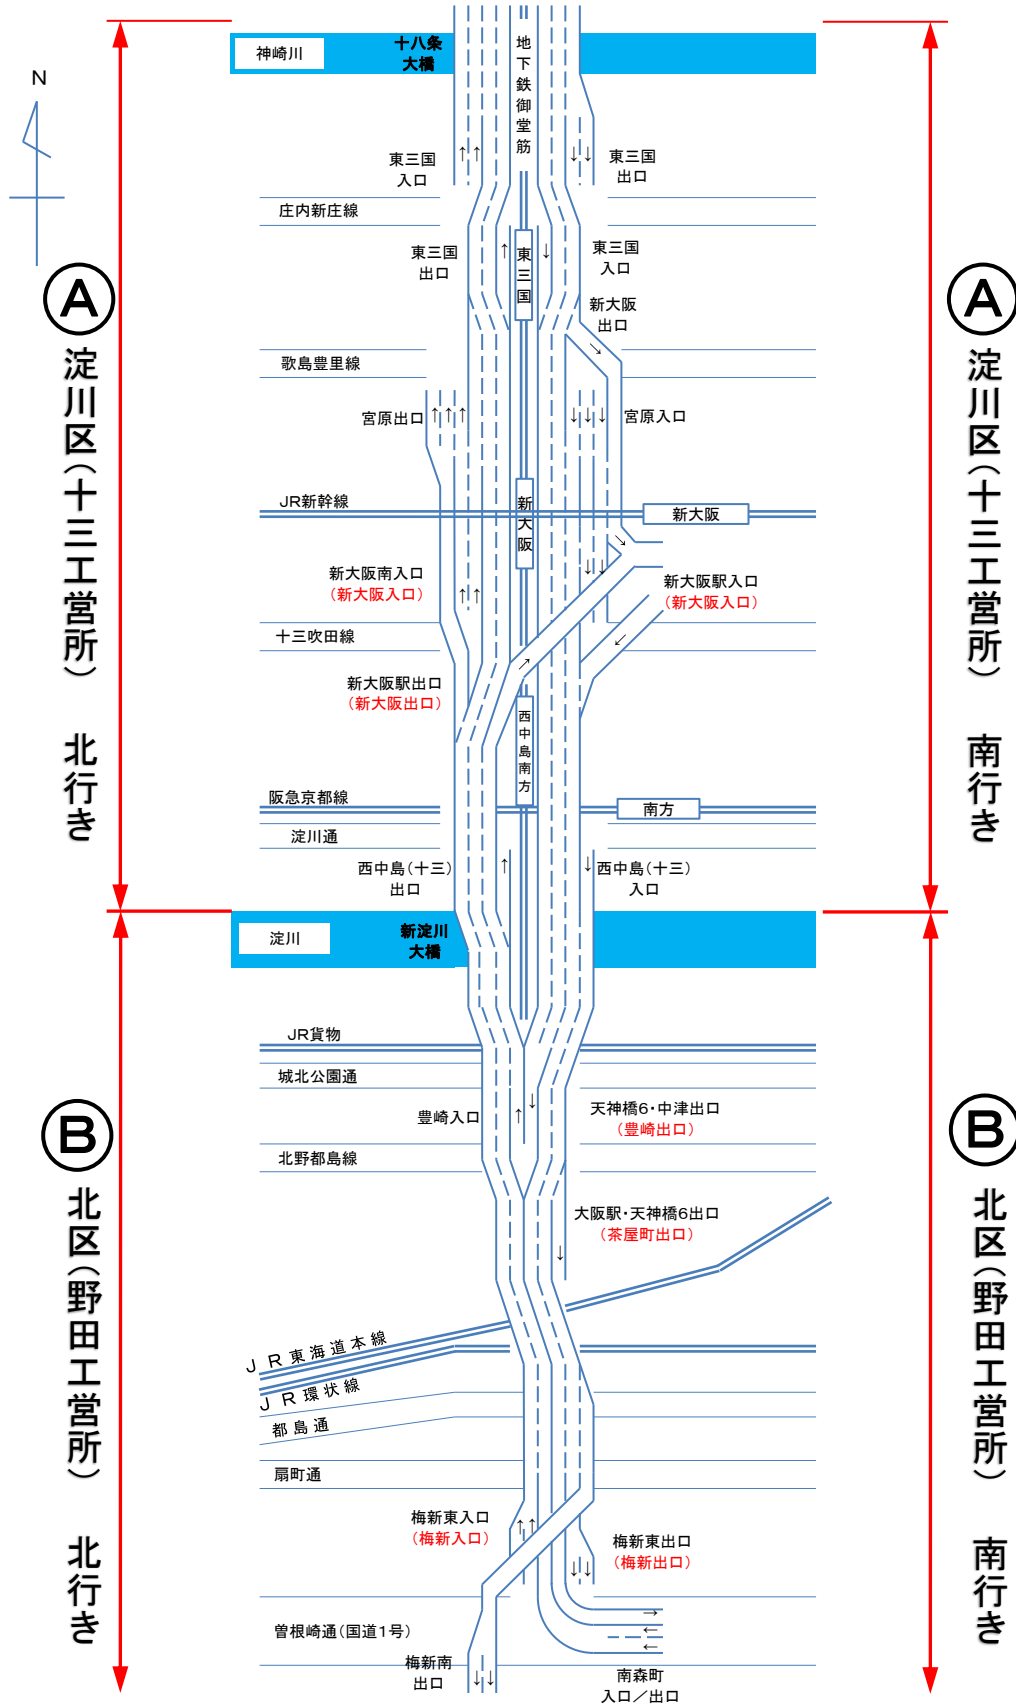 神崎川
十八条
大橋
地下鉄御堂筋
N
↑↑
↓↓
東三国
入口
東三国
出口
庄内新庄線
東三国
出口
↑
東三国
↓
東三国
入口
新大阪
出口
→
Ⓐ
淀川区(十三工営所) 北行き
Ⓐ
淀川区(十三工営所) 南行き
歌島豊里線
宮原出口
↑↑↑
↓↓↓
宮原入口
JR新幹線
新大阪
新大阪
→
新大阪南入口
(新大阪入口)
↑↑
↓↓
新大阪駅入口
(新大阪入口)
十三吹田線
新大阪駅出口
(新大阪出口)
西中島南方
阪急京都線
南方
淀川通
西中島(十三)
出口
↑
↓
西中島(十三)
入口
淀川
新淀川
大橋
JR貨物
城北公園通
豊崎入口
↑
↓
天神橋6・中津出口
(豊崎出口)
Ⓑ
北区(野田工営所) 北行き
Ⓑ
北区(野田工営所) 南行き
北野都島線
大阪駅・天神橋6出口
(茶屋町出口)
↓
JR東海道本線
JR環状線
都島通
扇町通
梅新東入口
(梅新入口)
↑↑
梅新東出口
(梅新出口)
↓↓
曽根崎通(国道1号)
→
←
←
梅新南
出口
↓↓
南森町
入口/出口